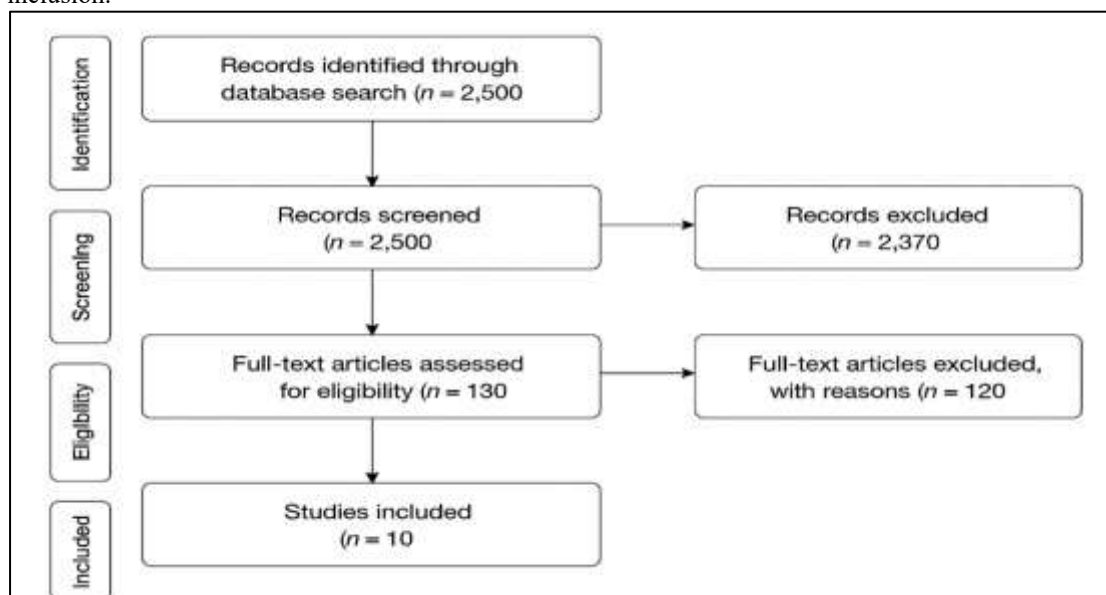 inclusion.
Identification
Records identified through
database search (n = 2,500
Screening
Records screened
(n = 2,500
Records excluded
(n = 2,370
Eligibility
Full-text articles assessed
for eligibility (n = 130
Full-text articles excluded,
with reasons (n = 120
Included
Studies included
(n = 10